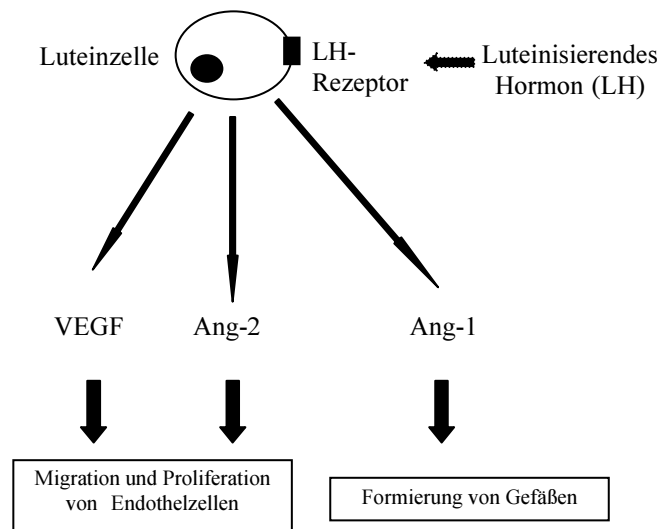 Luteinzelle
LH-
Rezeptor
Luteinisierendes
Hormon (LH)
VEGF
Ang-2
Ang-1
Migration und Proliferation
von Endothelzellen
Formierung von Gefäßen